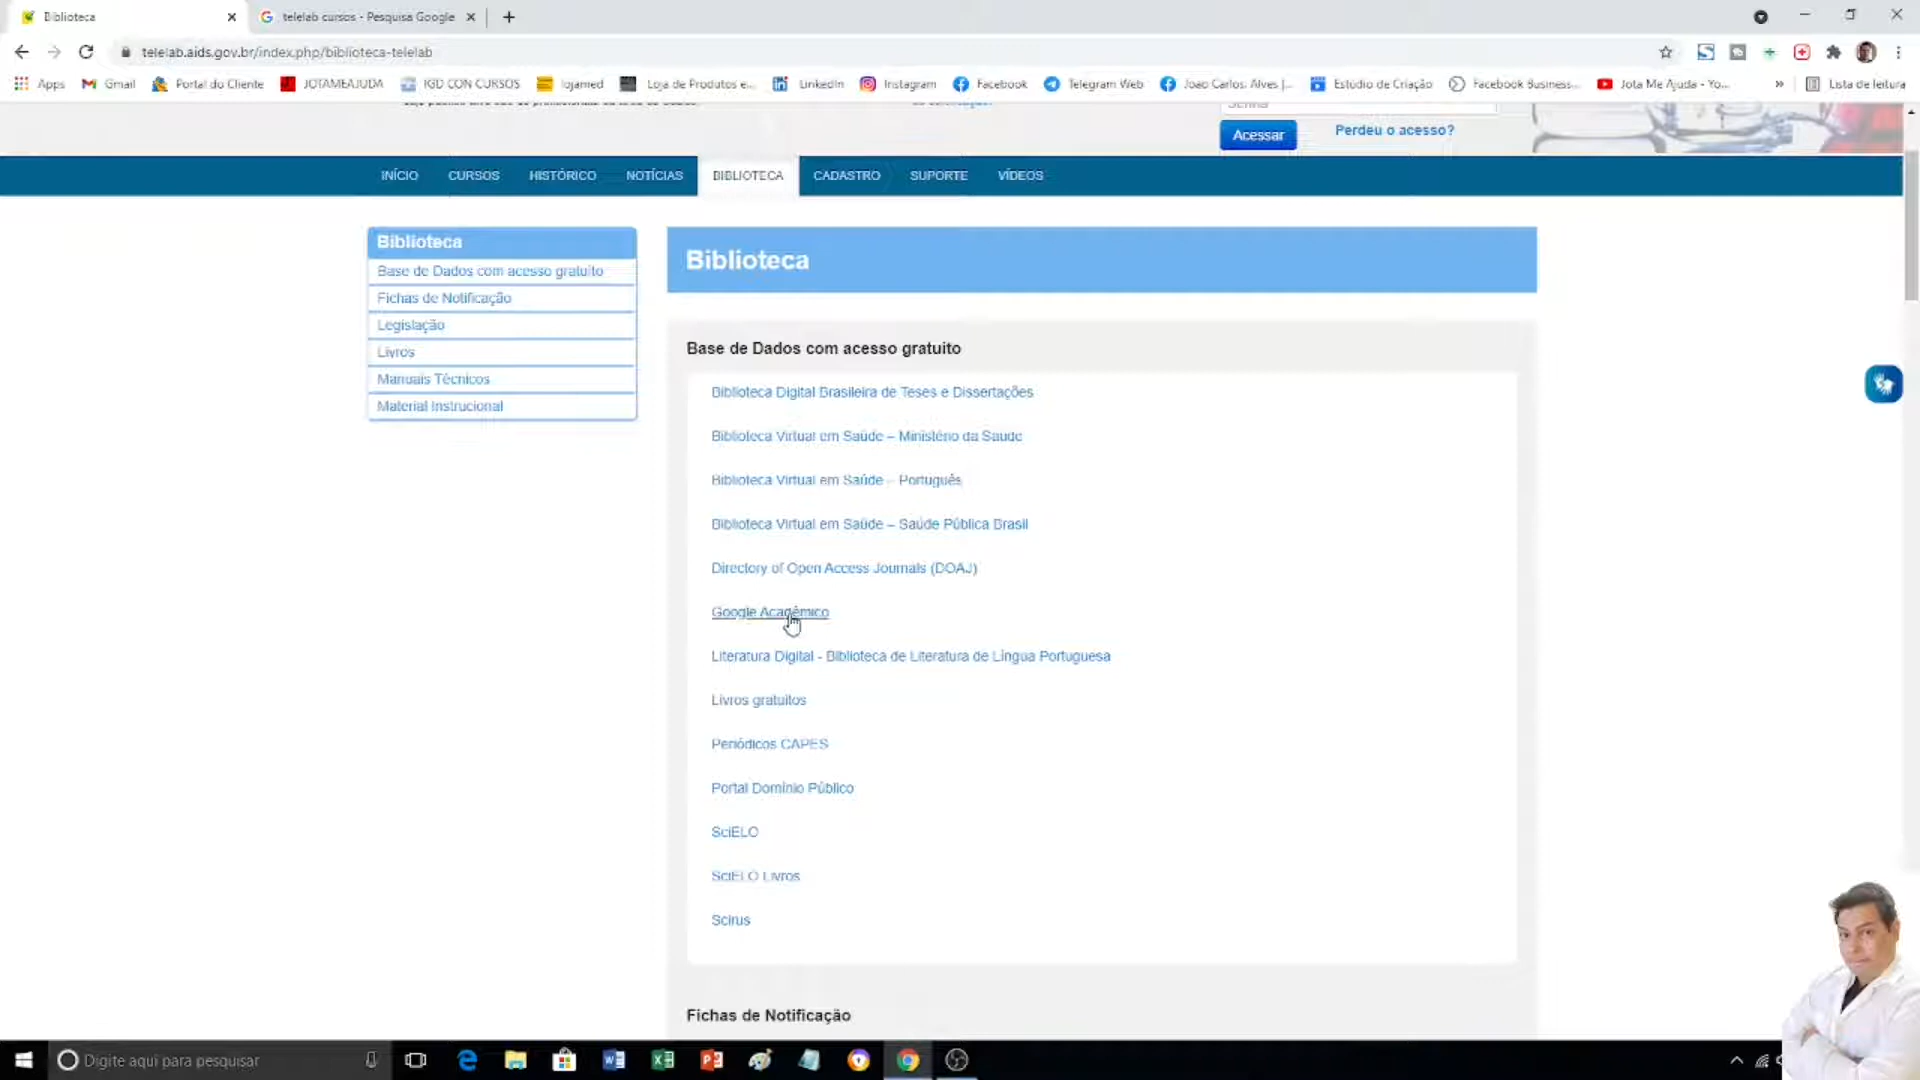 Biblioteca
telelab cursos - Pesquisa Google
telelab.aids.gov.br/index.php/biblioteca-telelab
Apps
Gmail
Portal do Cliente
JOTAMEAJUDA
IGD CON CURSOS
lojamed
Loja de Produtos e...
LinkedIn
Instagram
Facebook
Telegram Web
Joao Carlos. Alves |...
Estúdio de Criação
Facebook Business...
Jota Me Ajuda - Yo...
»
Lista de leitura
Senha
Acessar
Perdeu o acesso?
INÍCIO
CURSOS
HISTÓRICO
NOTÍCIAS
BIBLIOTECA
CADASTRO
SUPORTE
VÍDEOS
Biblioteca
Base de Dados com acesso gratuito
Fichas de Notificação
Legislação
Livros
Manuais Técnicos
Material Instrucional
Biblioteca
Base de Dados com acesso gratuito
Biblioteca Digital Brasileira de Teses e Dissertações
Biblioteca Virtual em Saúde – Ministério da Saúde
Biblioteca Virtual em Saúde – Português
Biblioteca Virtual em Saúde – Saúde Pública Brasil
Directory of Open Access Journals (DOAJ)
Google Acadêmico
Literatura Digital - Biblioteca de Literatura de Língua Portuguesa
Livros gratuitos
Periódicos CAPES
Portal Domínio Público
SciELO
SciELO Livros
Scirus
Fichas de Notificação
Digite aqui para pesquisar